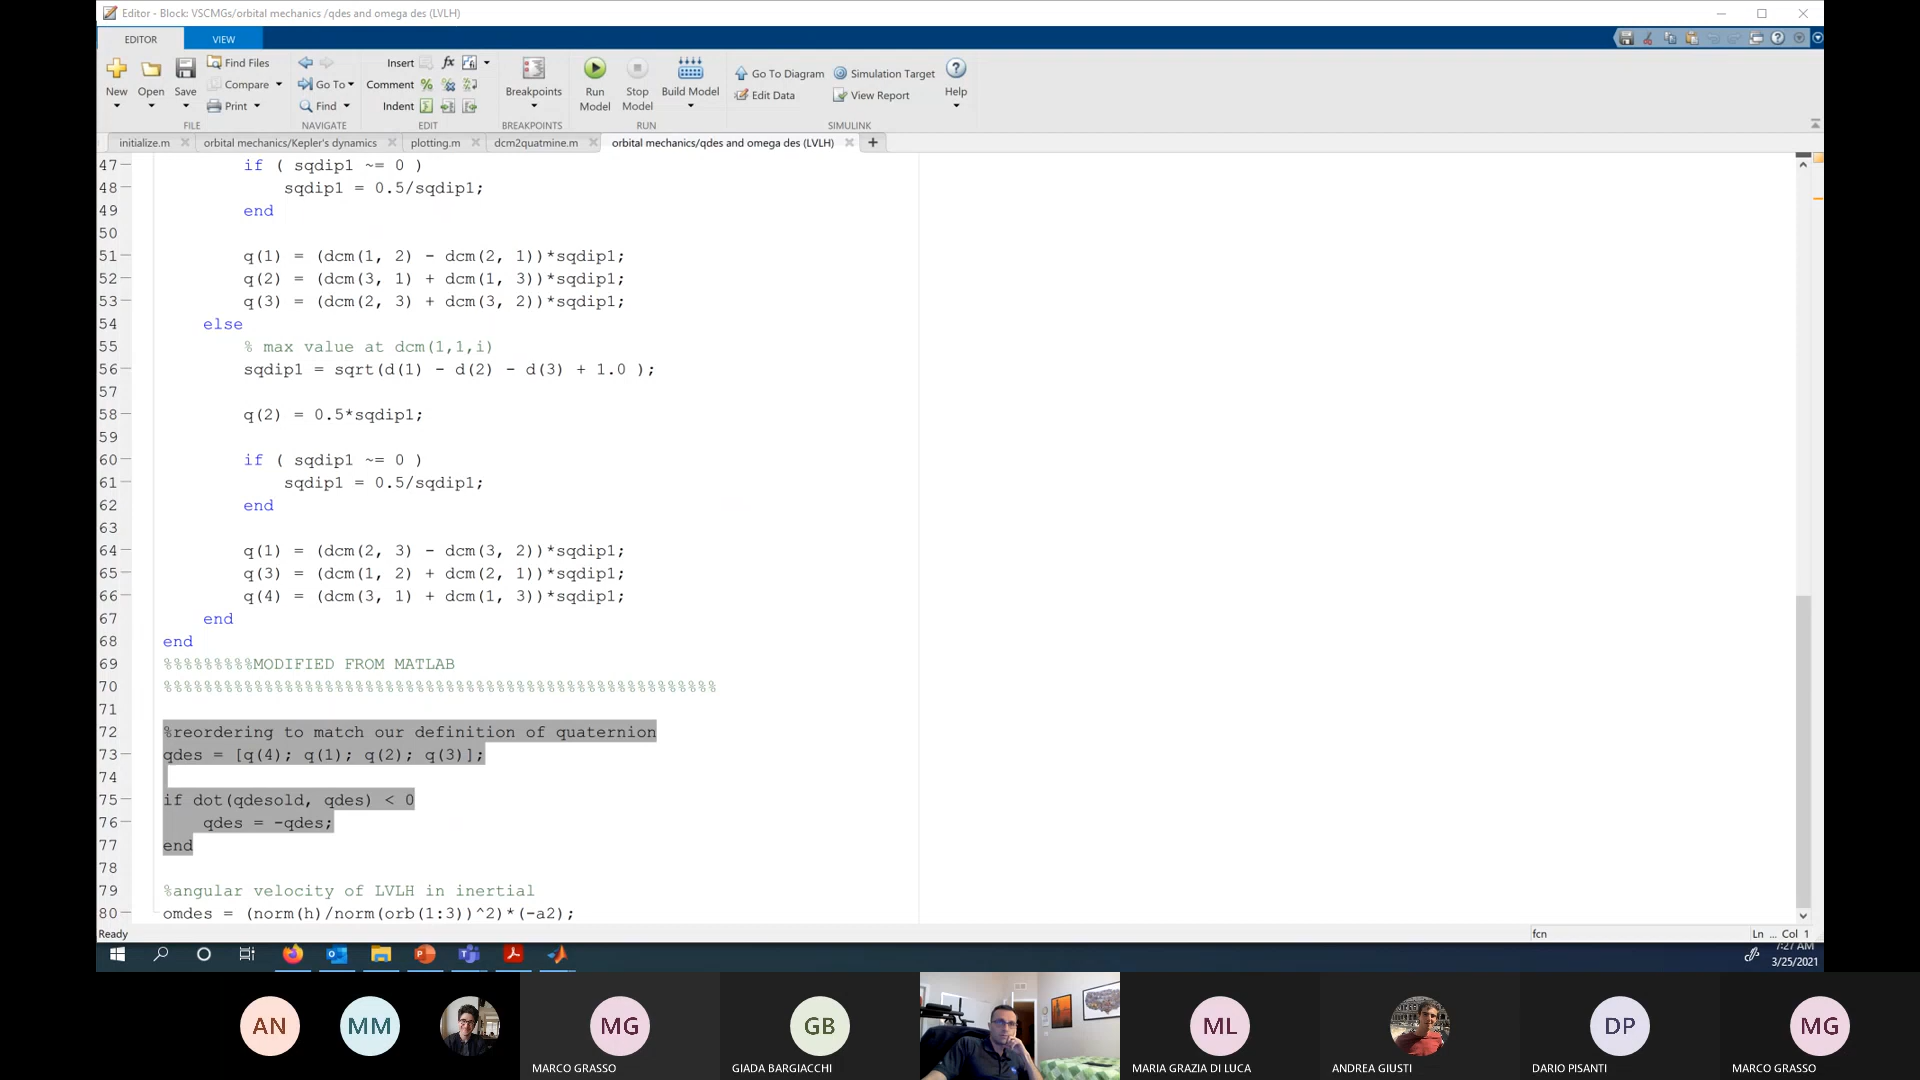 Editor - Block: VSCMGs/orbital mechanics /qdes and omega des (LVLH)
EDITOR VIEW
New Open Save Find Files Compare Print
Go To Find
Insert fx Comment Indent
Breakpoints
Run Model Stop Model Build Model
Go To Diagram Simulation Target Edit Data View Report Help
FILE NAVIGATE EDIT BREAKPOINTS RUN SIMULINK
initialize.m orbital mechanics/Kepler's dynamics plotting.m dcm2quatmine.m orbital mechanics/qdes and omega des (LVLH)
47 if ( sqdip1 ~= 0 )
48 sqdip1 = 0.5/sqdip1;
49 end
50
51 q(1) = (dcm(1, 2) - dcm(2, 1))*sqdip1;
52 q(2) = (dcm(3, 1) + dcm(1, 3))*sqdip1;
53 q(3) = (dcm(2, 3) + dcm(3, 2))*sqdip1;
54 else
55 % max value at dcm(1,1,i)
56 sqdip1 = sqrt(d(1) - d(2) - d(3) + 1.0 );
57
58 q(2) = 0.5*sqdip1;
59
60 if ( sqdip1 ~= 0 )
61 sqdip1 = 0.5/sqdip1;
62 end
63
64 q(1) = (dcm(2, 3) - dcm(3, 2))*sqdip1;
65 q(3) = (dcm(1, 2) + dcm(2, 1))*sqdip1;
66 q(4) = (dcm(3, 1) + dcm(1, 3))*sqdip1;
67 end
68 end
69 %%%%%%%%%MODIFIED FROM MATLAB
70 %%%%%%%%%%%%%%%%%%%%%%%%%%%%%%%%%%%%%%%%%%%%%%%%%%%%%%%
71
72 %reordering to match our definition of quaternion
73 qdes = [q(4); q(1); q(2); q(3)];
74
75 if dot(qdesold, qdes) < 0
76 qdes = -qdes;
77 end
78
79 %angular velocity of LVLH in inertial
80 omdes = (norm(h)/norm(orb(1:3))^2)*(-a2);
Ready fcn Ln ... Col 1
7:27 AM
3/25/2021
AN MM MG GB ML DP MG
MARCO GRASSO GIADA BARGIACCHI MARIA GRAZIA DI LUCA ANDREA GIUSTI DARIO PISANTI MARCO GRASSO